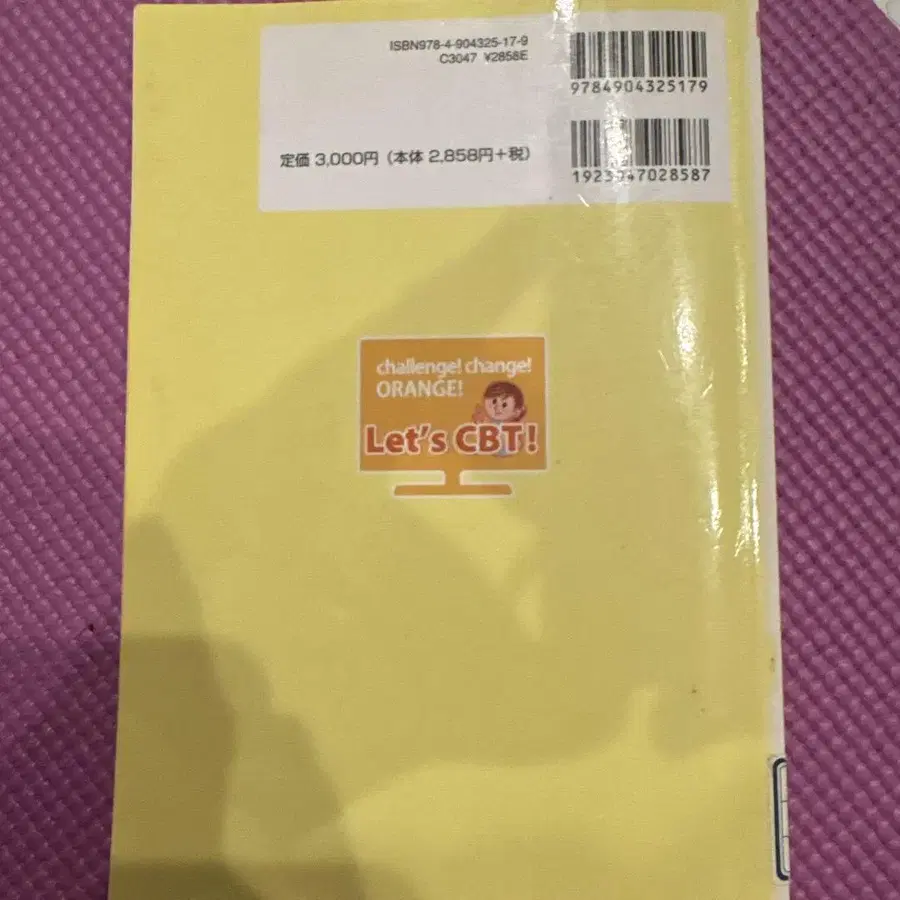 ISBN978-4-904325-17-9
C3047 ¥2858E
9784904325179
定価 3,000円 (本体 2,858円+税)
1923047028587
challenge! change!
ORANGE!
Let's CBT!